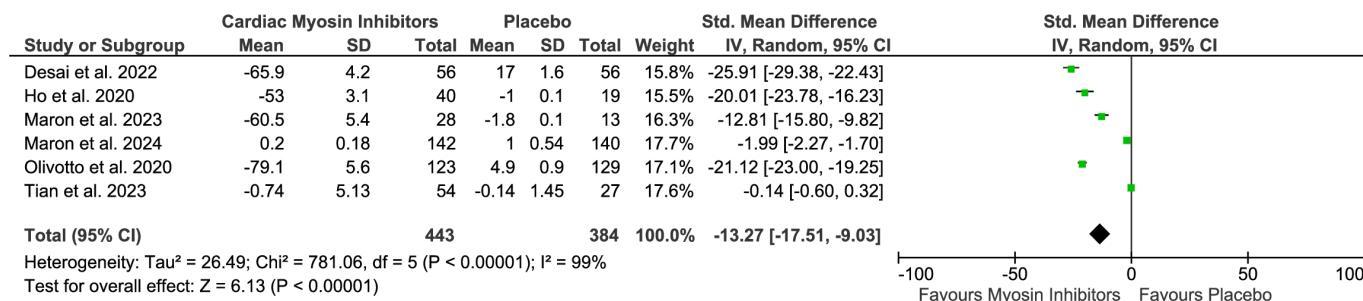 Cardiac Myosin Inhibitors Placebo Std. Mean Difference Std. Mean Difference
Study or Subgroup Mean SD Total Mean SD Total Weight IV, Random, 95% CI IV, Random, 95% CI
Desai et al. 2022 -65.9 4.2 56 17 1.6 56 15.8% -25.91 [-29.38, -22.43]
Ho et al. 2020 -53 3.1 40 -1 0.1 19 15.5% -20.01 [-23.78, -16.23]
Maron et al. 2023 -60.5 5.4 28 -1.8 0.1 13 16.3% -12.81 [-15.80, -9.82]
Maron et al. 2024 0.2 0.18 142 1 0.54 140 17.7% -1.99 [-2.27, -1.70]
Olivotto et al. 2020 -79.1 5.6 123 4.9 0.9 129 17.1% -21.12 [-23.00, -19.25]
Tian et al. 2023 -0.74 5.13 54 -0.14 1.45 27 17.6% -0.14 [-0.60, 0.32]
Total (95% CI) 443 384 100.0% -13.27 [-17.51, -9.03]
Heterogeneity: Tau² = 26.49; Chi² = 781.06, df = 5 (P < 0.00001); I² = 99%
Test for overall effect: Z = 6.13 (P < 0.00001)
-100 -50 0 50 100
Favours Myosin Inhibitors Favours Placebo